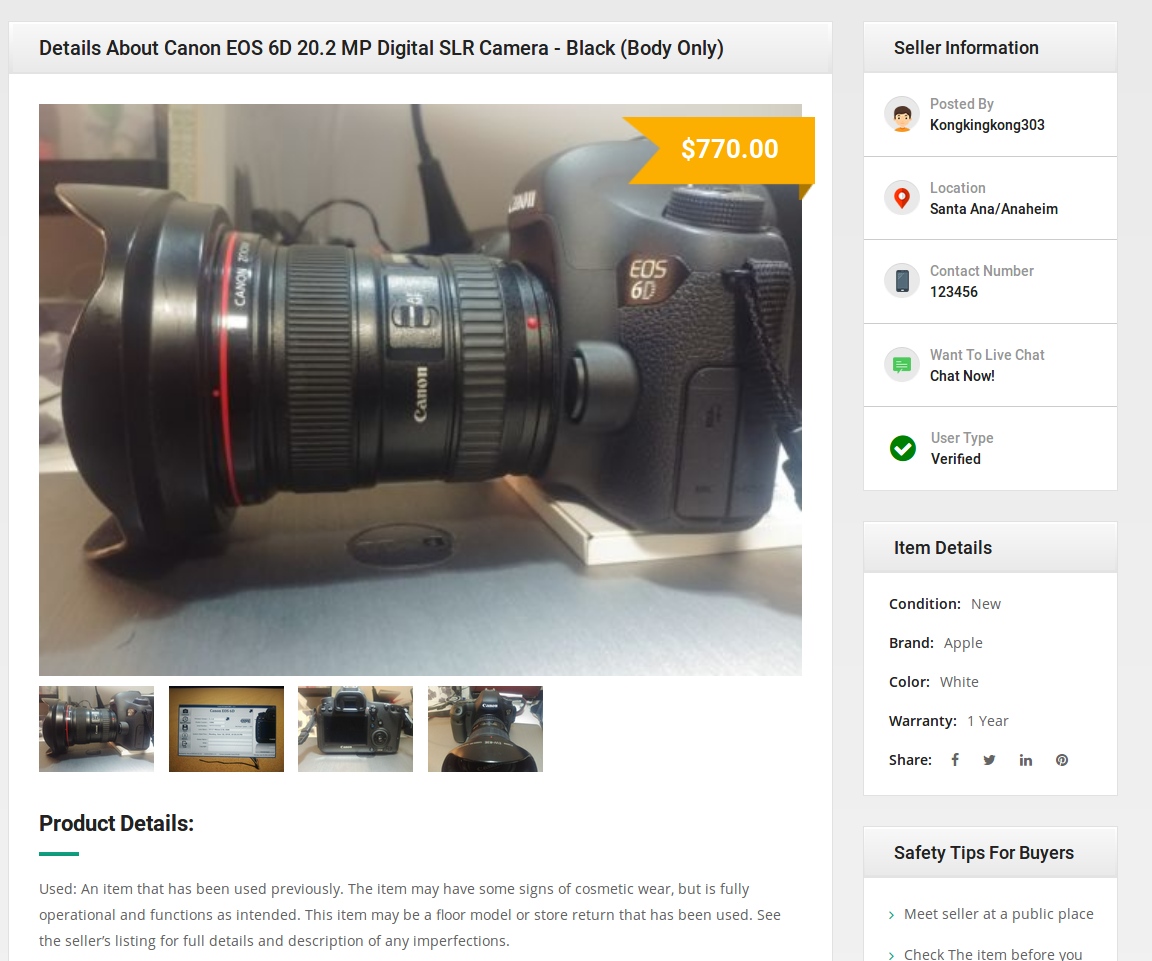 Details About Canon EOS 6D 20.2 MP Digital SLR Camera - Black (Body Only)
$770.00
CANON
EOS
6D
Canon
Product Details:
Used: An item that has been used previously. The item may have some signs of cosmetic wear, but is fully
operational and functions as intended. This item may be a floor model or store return that has been used. See
the seller’s listing for full details and description of any imperfections.
Seller Information
Posted By
Kongkingkong303
Location
Santa Ana/Anaheim
Contact Number
123456
Want To Live Chat
Chat Now!
User Type
Verified
Item Details
Condition: New
Brand: Apple
Color: White
Warranty: 1 Year
Share:
Safety Tips For Buyers
Meet seller at a public place
Check The item before you